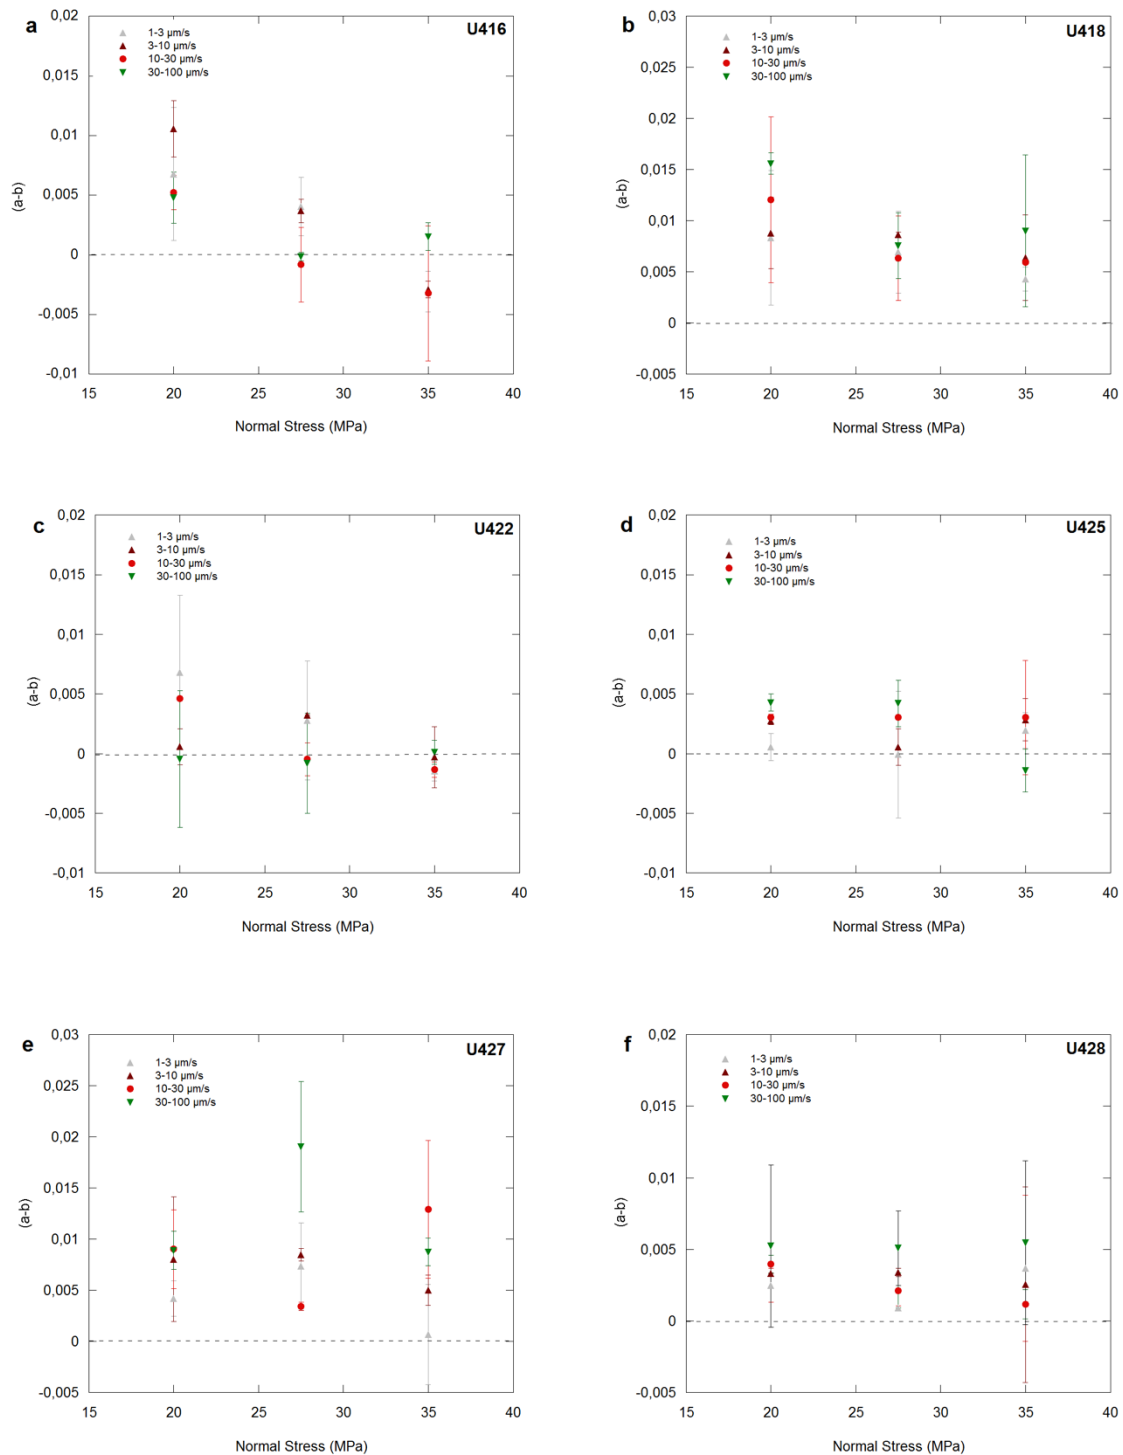 a
U416
1-3 µm/s
3-10 µm/s
10-30 µm/s
30-100 µm/s
0,02
0,015
0,01
0,005
0
-0,005
-0,01
(a-b)
15 20 25 30 35 40
Normal Stress (MPa)
b
U418
1-3 µm/s
3-10 µm/s
10-30 µm/s
30-100 µm/s
0,03
0,025
0,02
0,015
0,01
0,005
0
-0,005
(a-b)
15 20 25 30 35 40
Normal Stress (MPa)
c
U422
1-3 µm/s
3-10 µm/s
10-30 µm/s
30-100 µm/s
0,02
0,015
0,01
0,005
0
-0,005
-0,01
(a-b)
15 20 25 30 35 40
Normal Stress (MPa)
d
U425
1-3 µm/s
3-10 µm/s
10-30 µm/s
30-100 µm/s
0,02
0,015
0,01
0,005
0
-0,005
-0,01
(a-b)
15 20 25 30 35 40
Normal Stress (MPa)
e
U427
1-3 µm/s
3-10 µm/s
10-30 µm/s
30-100 µm/s
0,03
0,025
0,02
0,015
0,01
0,005
0
-0,005
(a-b)
15 20 25 30 35 40
Normal Stress (MPa)
f
U428
1-3 µm/s
3-10 µm/s
10-30 µm/s
30-100 µm/s
0,02
0,015
0,01
0,005
0
-0,005
(a-b)
15 20 25 30 35 40
Normal Stress (MPa)